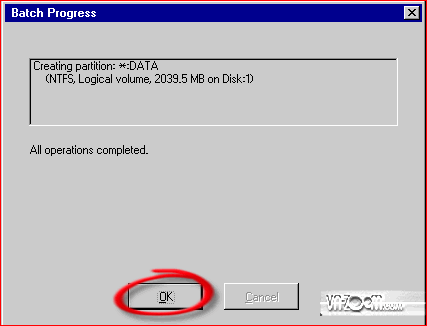 Batch Progress
Creating partition: *:DATA
(NTFS, Logical volume, 2039.5 MB on Disk:1)
All operations completed.
OK
Cancel